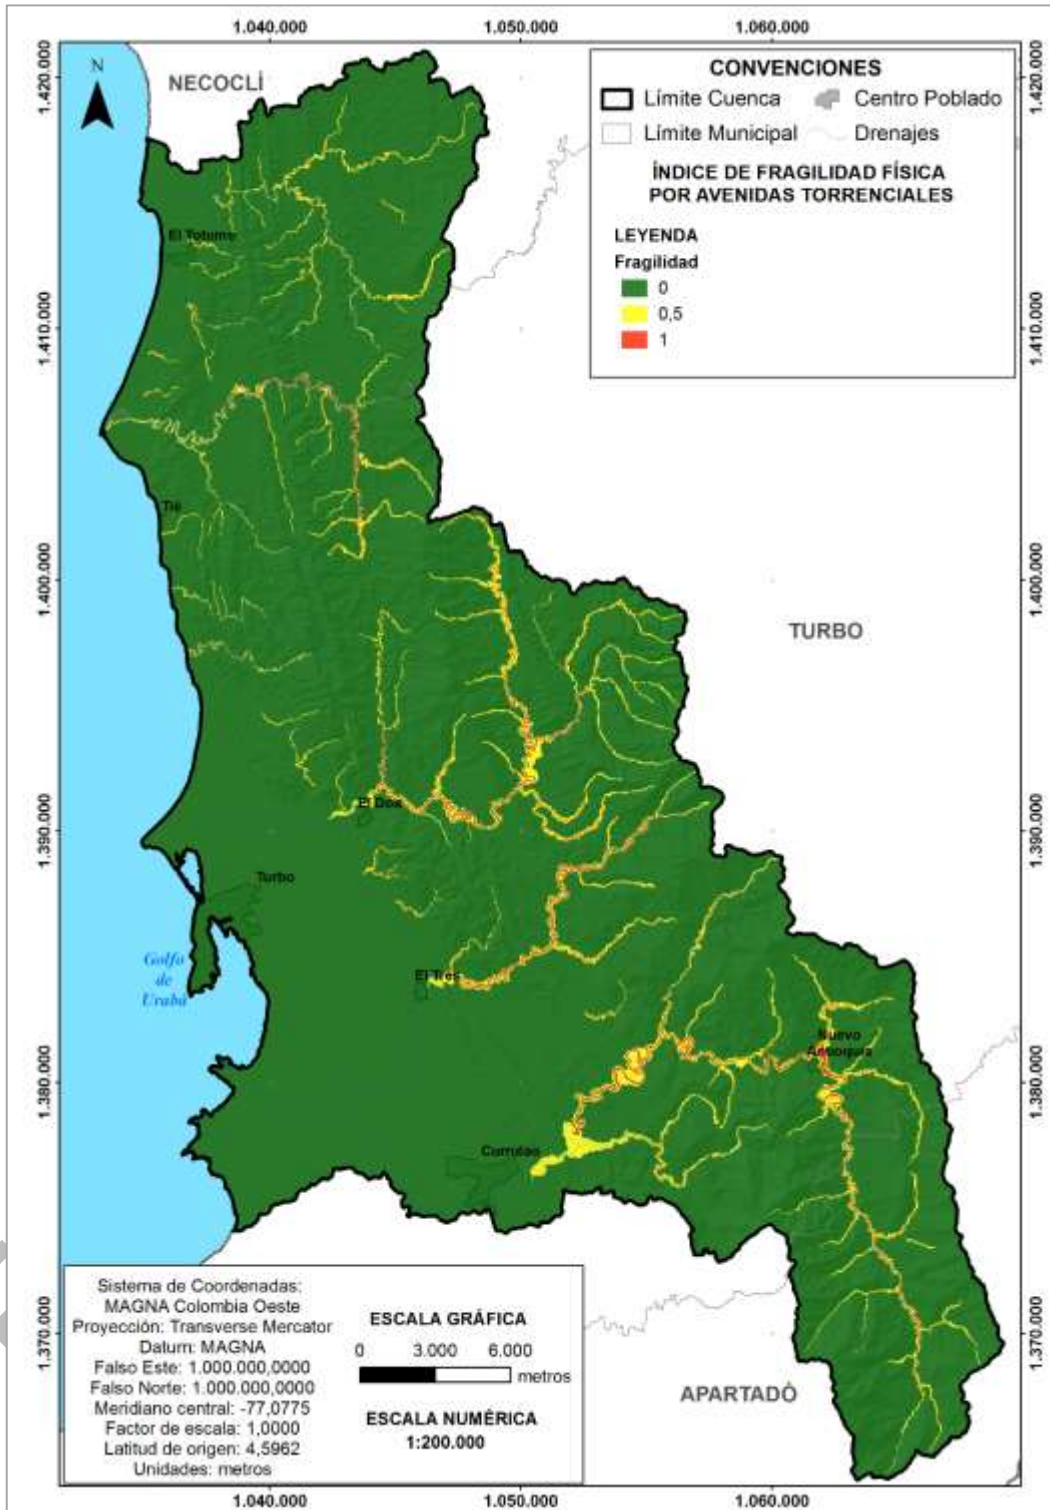 1.040.000 1.050.000 1.060.000
1.420.000 1.420.000
N
NECOCLÍ
CONVENCIONES
Límite Cuenca Centro Poblado
Límite Municipal Drenajes
ÍNDICE DE FRAGILIDAD FÍSICA
POR AVENIDAS TORRENCIALES
LEYENDA
Fragilidad
0
0,5
1
El Totumo
1.410.000 1.410.000
Tié
1.400.000 1.400.000
TURBO
El Dos
1.390.000 1.390.000
Turbo
Golfo
de
Urabá
El Tres
Nuevo
Antioquia
1.380.000 1.380.000
Currulao
1.370.000 1.370.000
APARTADÓ
Sistema de Coordenadas:
MAGNA Colombia Oeste
Proyección: Transverse Mercator
Datum: MAGNA
Falso Este: 1.000.000,0000
Falso Norte: 1.000.000,0000
Meridiano central: -77,0775
Factor de escala: 1,0000
Latitud de origen: 4,5962
Unidades: metros
ESCALA GRÁFICA
0 3.000 6.000
metros
ESCALA NUMÉRICA
1:200.000
1.040.000 1.050.000 1.060.000